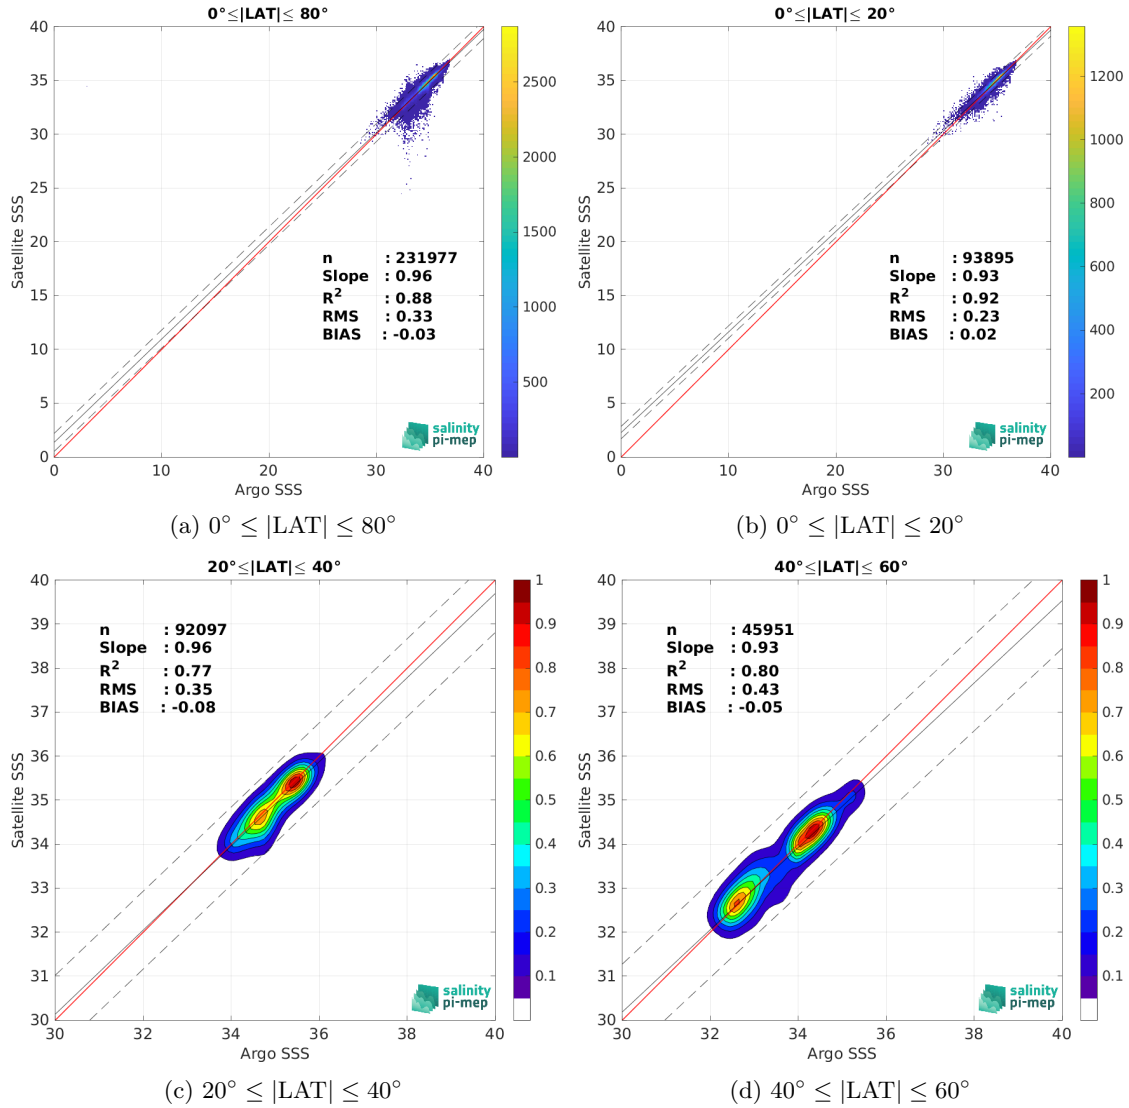 0°≤|LAT|≤ 80°
40
35
30
25
20
15
10
5
0
Satellite SSS
n : 231977
Slope : 0.96
R² : 0.88
RMS : 0.33
BIAS : -0.03
salinity
pi-mep
0 10 20 30 40
Argo SSS
2500
2000
1500
1000
500
(a) 0° ≤ |LAT| ≤ 80°
0°≤|LAT|≤ 20°
40
35
30
25
20
15
10
5
0
Satellite SSS
n : 93895
Slope : 0.93
R² : 0.92
RMS : 0.23
BIAS : 0.02
salinity
pi-mep
0 10 20 30 40
Argo SSS
1200
1000
800
600
400
200
(b) 0° ≤ |LAT| ≤ 20°
20°≤|LAT|≤ 40°
40
39
38
37
36
35
34
33
32
31
30
Satellite SSS
n : 92097
Slope : 0.96
R² : 0.77
RMS : 0.35
BIAS : -0.08
salinity
pi-mep
30 32 34 36 38 40
Argo SSS
1
0.9
0.8
0.7
0.6
0.5
0.4
0.3
0.2
0.1
(c) 20° ≤ |LAT| ≤ 40°
40°≤|LAT|≤ 60°
40
39
38
37
36
35
34
33
32
31
30
Satellite SSS
n : 45951
Slope : 0.93
R² : 0.80
RMS : 0.43
BIAS : -0.05
salinity
pi-mep
30 32 34 36 38 40
Argo SSS
1
0.9
0.8
0.7
0.6
0.5
0.4
0.3
0.2
0.1
(d) 40° ≤ |LAT| ≤ 60°